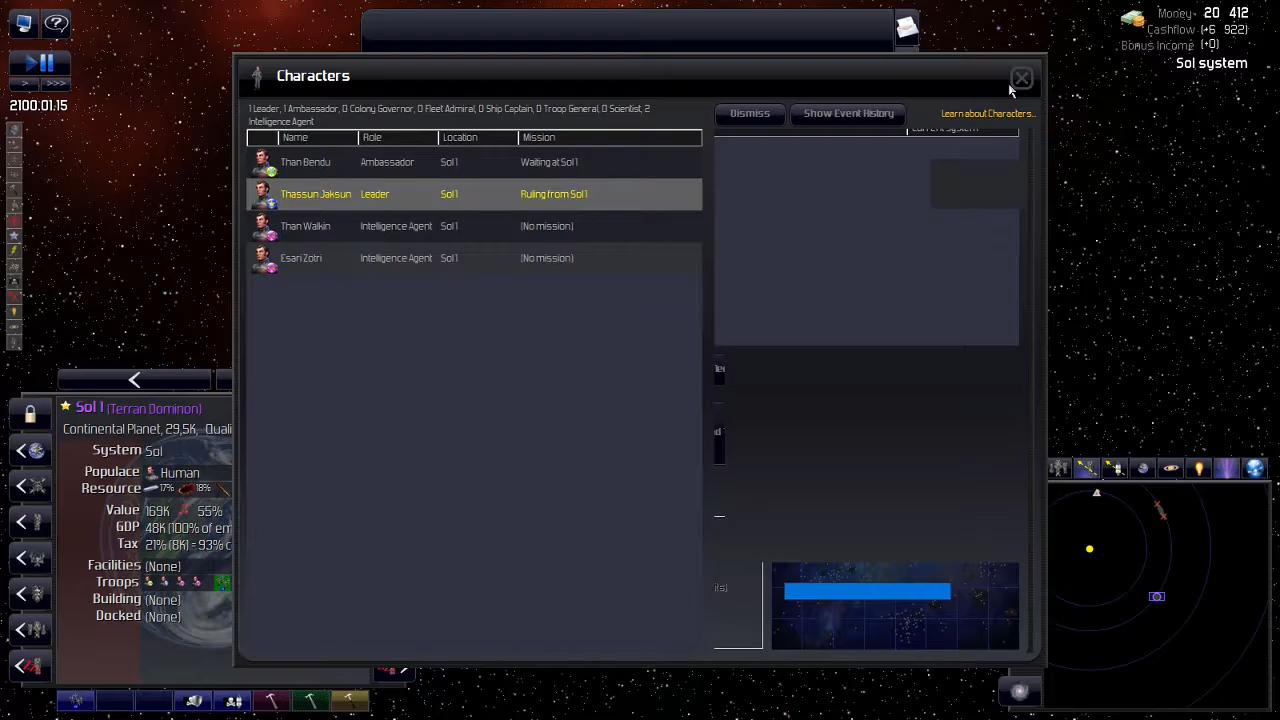 Money 20 412
Cashflow (+6 922)
Bonus Income (+0)
Sol system
> >>>
2100.01.15
Characters
1 Leader, 1 Ambassador, 0 Colony Governor, 0 Fleet Admiral, 0 Ship Captain, 0 Troop General, 0 Scientist, 2
Intelligence Agent
Dismiss Show Event History Learn about Characters...
Name Role Location Mission
Than Bendu Ambassador Sol 1 Waiting at Sol 1
Thassun Jaksun Leader Sol 1 Ruling from Sol 1
Than Walkin Intelligence Agent Sol 1 (No mission)
Esari Zotri Intelligence Agent Sol 1 (No mission)
Sol 1 (Terran Dominon)
Continental Planet, 29,5K, Quali
System Sol
Populace Human
Resource 17% 18%
Value 169K 55%
GDP 48K (100% of em
Tax 21% (8K) - 93% c
Facilities (None)
Troops
Building (None)
Docked (None)